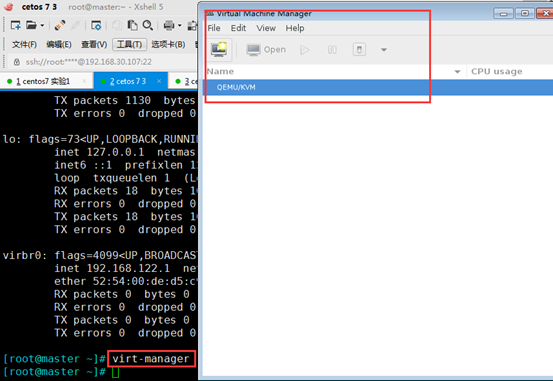 cetos 7 3 root@master:~ - Xshell 5
文件(F) 编辑(E) 查看(V) 工具(T) 选项卡(B)
ssh://root:****@192.168.30.107:22
1 centos7 实验1 2 cetos 7 3 3 c
TX packets 1130 bytes
TX errors 0 dropped 0
lo: flags=73<UP,LOOPBACK,RUNNI
inet 127.0.0.1 netmas
inet6 ::1 prefixlen 1
loop txqueuelen 1 (L
RX packets 18 bytes 1
RX errors 0 dropped 0
TX packets 18 bytes 1
TX errors 0 dropped 0
virbr0: flags=4099<UP,BROADCAS
inet 192.168.122.1 ne
ether 52:54:00:de:d5:c
RX packets 0 bytes 0
RX errors 0 dropped 0
TX packets 0 bytes 0
TX errors 0 dropped 0
[root@master ~]# virt-manager
[root@master ~]#
Virtual Machine Manager
File Edit View Help
Open
Name CPU usage
QEMU/KVM